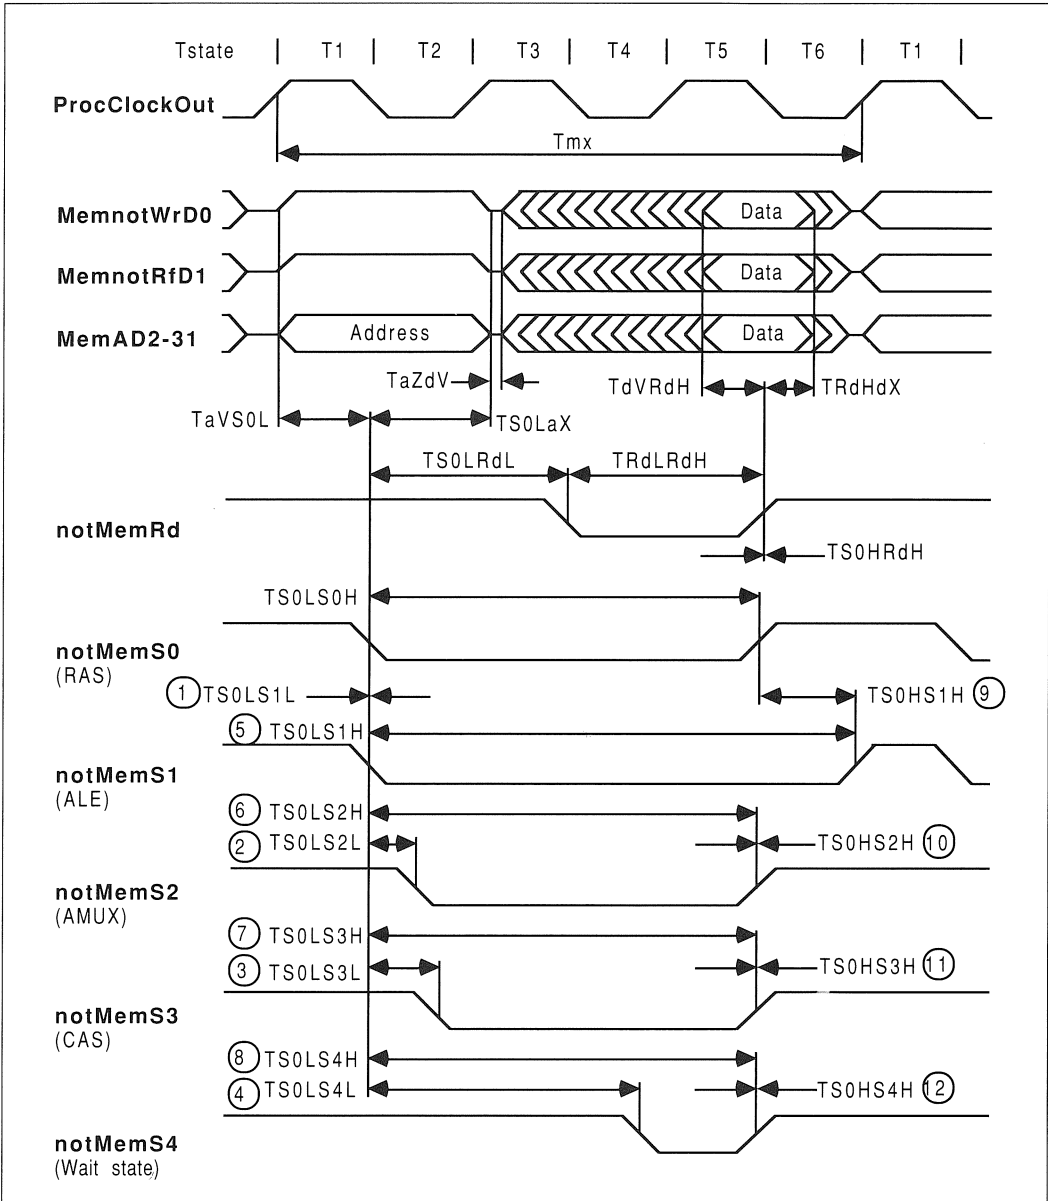 Tstate | T1 | T2 | T3 | T4 | T5 | T6 | T1 |
ProcClockOut
Tmx
MemnotWrD0 Data
MemnotRfD1 Data
MemAD2-31 Address Data
TaZdV TdVRdH TRdHdX
TaVS0L TS0LaX
TS0LRdL TRdLRdH
notMemRd
TS0HRdH
TS0LS0H
notMemS0
(RAS)
1 TS0LS1L TS0HS1H 9
5 TS0LS1H
notMemS1
(ALE)
6 TS0LS2H
2 TS0LS2L TS0HS2H 10
notMemS2
(AMUX)
7 TS0LS3H
3 TS0LS3L TS0HS3H 11
notMemS3
(CAS)
8 TS0LS4H
4 TS0LS4L TS0HS4H 12
notMemS4
(Wait state)